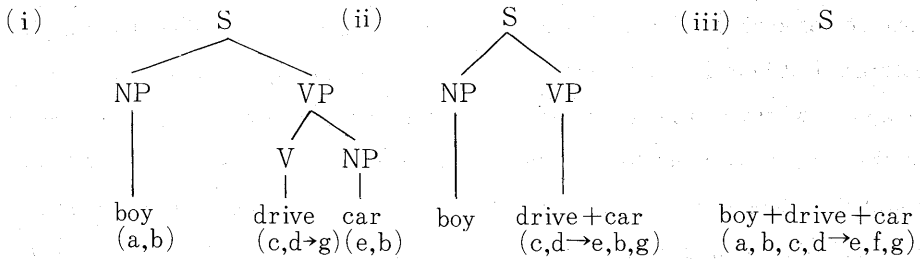 (i) S (ii) S (iii) S
NP VP NP VP
V NP
boy drive car boy drive+car boy+drive+car
(a,b) (c,d→g) (e,b) (c,d→e,b,g) (a,b,c,d→e,f,g)